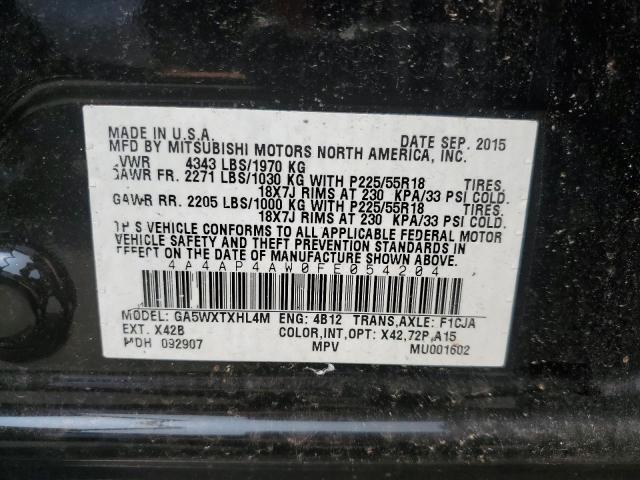 MADE IN U.S.A. DATE SEP. 2015
MFD BY MITSUBISHI MOTORS NORTH AMERICA, INC.
VWR 4343 LBS/1970 KG
GAWR FR. 2271 LBS/1030 KG WITH P225/55R18 TIRES,
18X7J RIMS AT 230 KPA/33 PSI COLD.
GAWR RR. 2205 LBS/1000 KG WITH P225/55R18 TIRES,
18X7J RIMS AT 230 KPA/33 PSI COLD.
S VEHICLE CONFORMS TO ALL APPLICABLE FEDERAL MOTOR
VEHICLE SAFETY AND THEFT PREVENTION STANDARDS IN
EFFECT ON THE DATE OF MANUFACTURE SHOWN ABOVE.
4A4AP4AW0FE054204
MODEL: GA5WXTXHL4M ENG: 4B12 TRANS,AXLE: F1CJA
EXT: X42B COLOR,INT,OPT: X42,72P,A15
MDH 092907 MPV MU001602